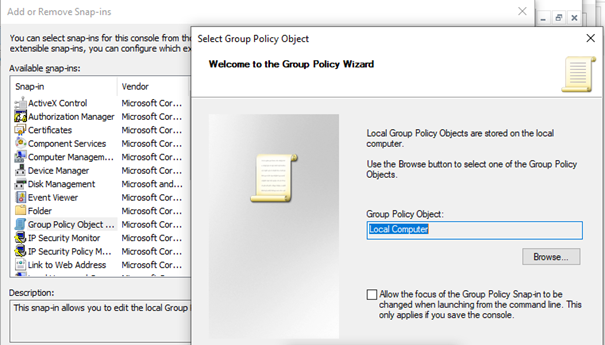 Add or Remove Snap-ins
You can select snap-ins for this console from the
extensible snap-ins, you can configure which ex
Available snap-ins:
Snap-in Vendor
ActiveX Control Microsoft Cor...
Authorization Manager Microsoft Cor...
Certificates Microsoft Cor...
Component Services Microsoft Cor...
Computer Managem... Microsoft Cor...
Device Manager Microsoft Cor...
Disk Management Microsoft and...
Event Viewer Microsoft Cor...
Folder Microsoft Cor...
Group Policy Object ... Microsoft Cor...
IP Security Monitor Microsoft Cor...
IP Security Policy M... Microsoft Cor...
Link to Web Address Microsoft Cor...
Description:
This snap-in allows you to edit the local Group
Select Group Policy Object
Welcome to the Group Policy Wizard
Local Group Policy Objects are stored on the local
computer.
Use the Browse button to select one of the Group Policy
Objects.
Group Policy Object:
Local Computer
Browse...
Allow the focus of the Group Policy Snap-in to be
changed when launching from the command line. This
only applies if you save the console.